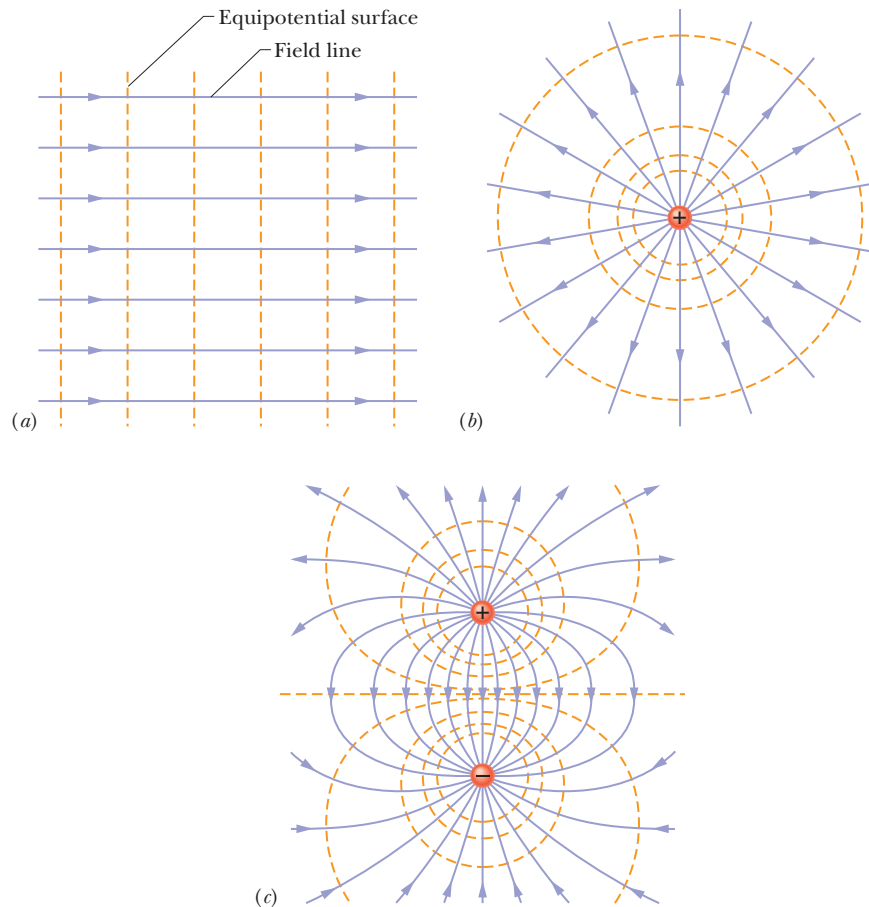 Equipotential surface
Field line
(a)
+
(b)
+
−
(c)